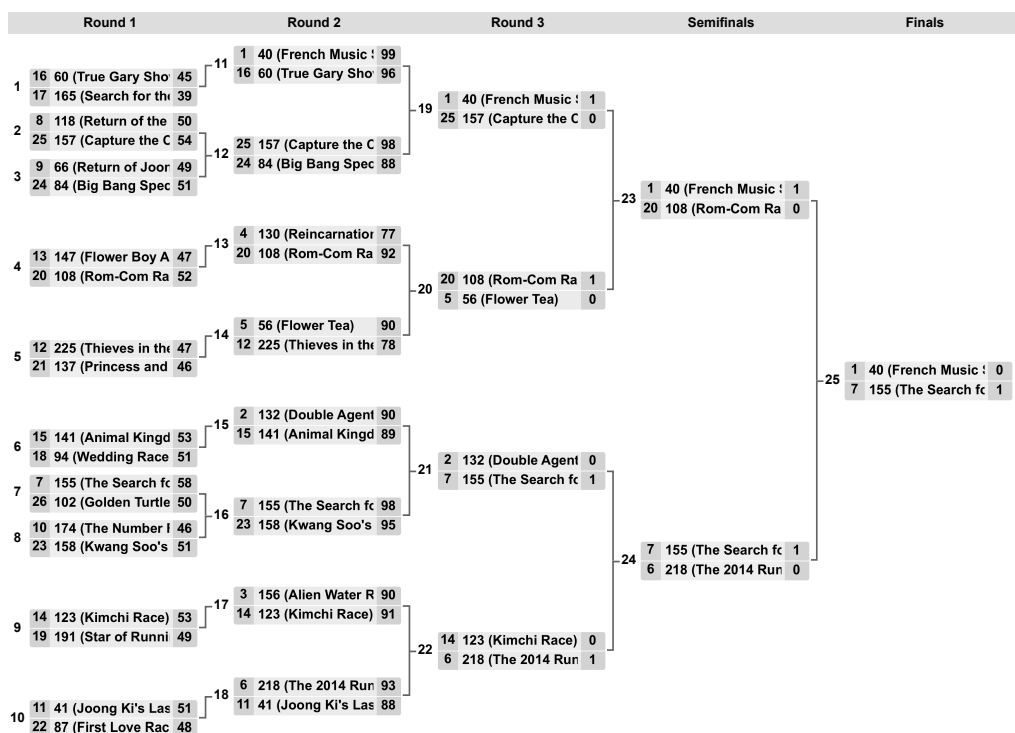 Round 1 Round 2 Round 3 Semifinals Finals
1
16 60 (True Gary Sho 45
17 165 (Search for the 39
2
8 118 (Return of the 50
25 157 (Capture the C 54
3
9 66 (Return of Joon 49
24 84 (Big Bang Spec 51
4
13 147 (Flower Boy A 47
20 108 (Rom-Com Ra 52
5
12 225 (Thieves in the 47
21 137 (Princess and 46
6
15 141 (Animal Kingd 53
18 94 (Wedding Race 51
7
7 155 (The Search fo 58
26 102 (Golden Turtle 50
8
10 174 (The Number 46
23 158 (Kwang Soo's 51
9
14 123 (Kimchi Race) 53
19 191 (Star of Runni 49
10
11 41 (Joong Ki's Las 51
22 87 (First Love Rac 48
11
1 40 (French Music 99
16 60 (True Gary Sho 96
12
25 157 (Capture the C 98
24 84 (Big Bang Spec 88
13
4 130 (Reincarnation 77
20 108 (Rom-Com Ra 92
14
5 56 (Flower Tea) 90
12 225 (Thieves in the 78
15
2 132 (Double Agent 90
15 141 (Animal Kingd 89
16
7 155 (The Search fo 98
23 158 (Kwang Soo's 95
17
3 156 (Alien Water R 90
14 123 (Kimchi Race) 91
18
6 218 (The 2014 Run 93
11 41 (Joong Ki's Las 88
19
1 40 (French Music 1
25 157 (Capture the C 0
20
20 108 (Rom-Com Ra 1
5 56 (Flower Tea) 0
21
2 132 (Double Agent 0
7 155 (The Search fo 1
22
14 123 (Kimchi Race) 0
6 218 (The 2014 Run 1
23
1 40 (French Music 1
20 108 (Rom-Com Ra 0
24
7 155 (The Search fo 1
6 218 (The 2014 Run 0
25
1 40 (French Music 0
7 155 (The Search fo 1